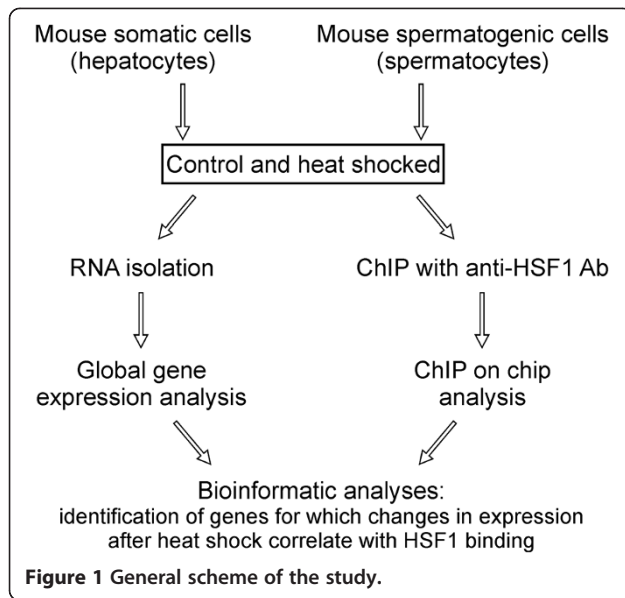 Mouse somatic cells
(hepatocytes)
Mouse spermatogenic cells
(spermatocytes)
Control and heat shocked
RNA isolation
ChIP with anti-HSF1 Ab
Global gene
expression analysis
ChIP on chip
analysis
Bioinformatic analyses:
identification of genes for which changes in expression
after heat shock correlate with HSF1 binding
Figure 1 General scheme of the study.